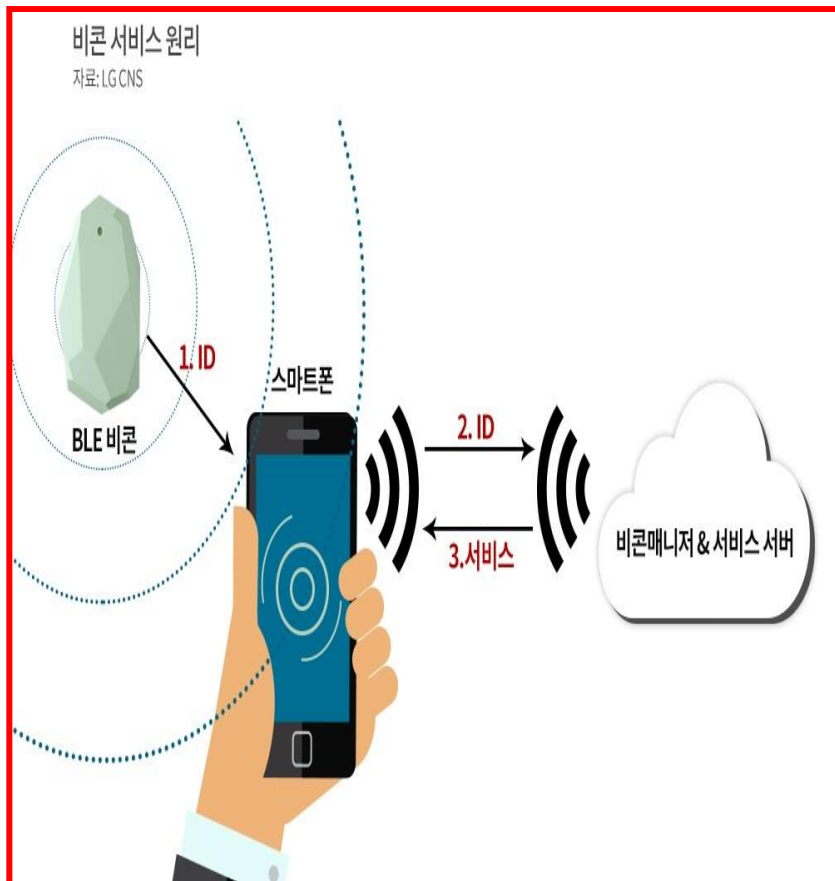 비콘 서비스 원리
자료: LG CNS
1. ID
스마트폰
BLE 비콘
2. ID
3.서비스
비콘매니저 & 서비스 서버